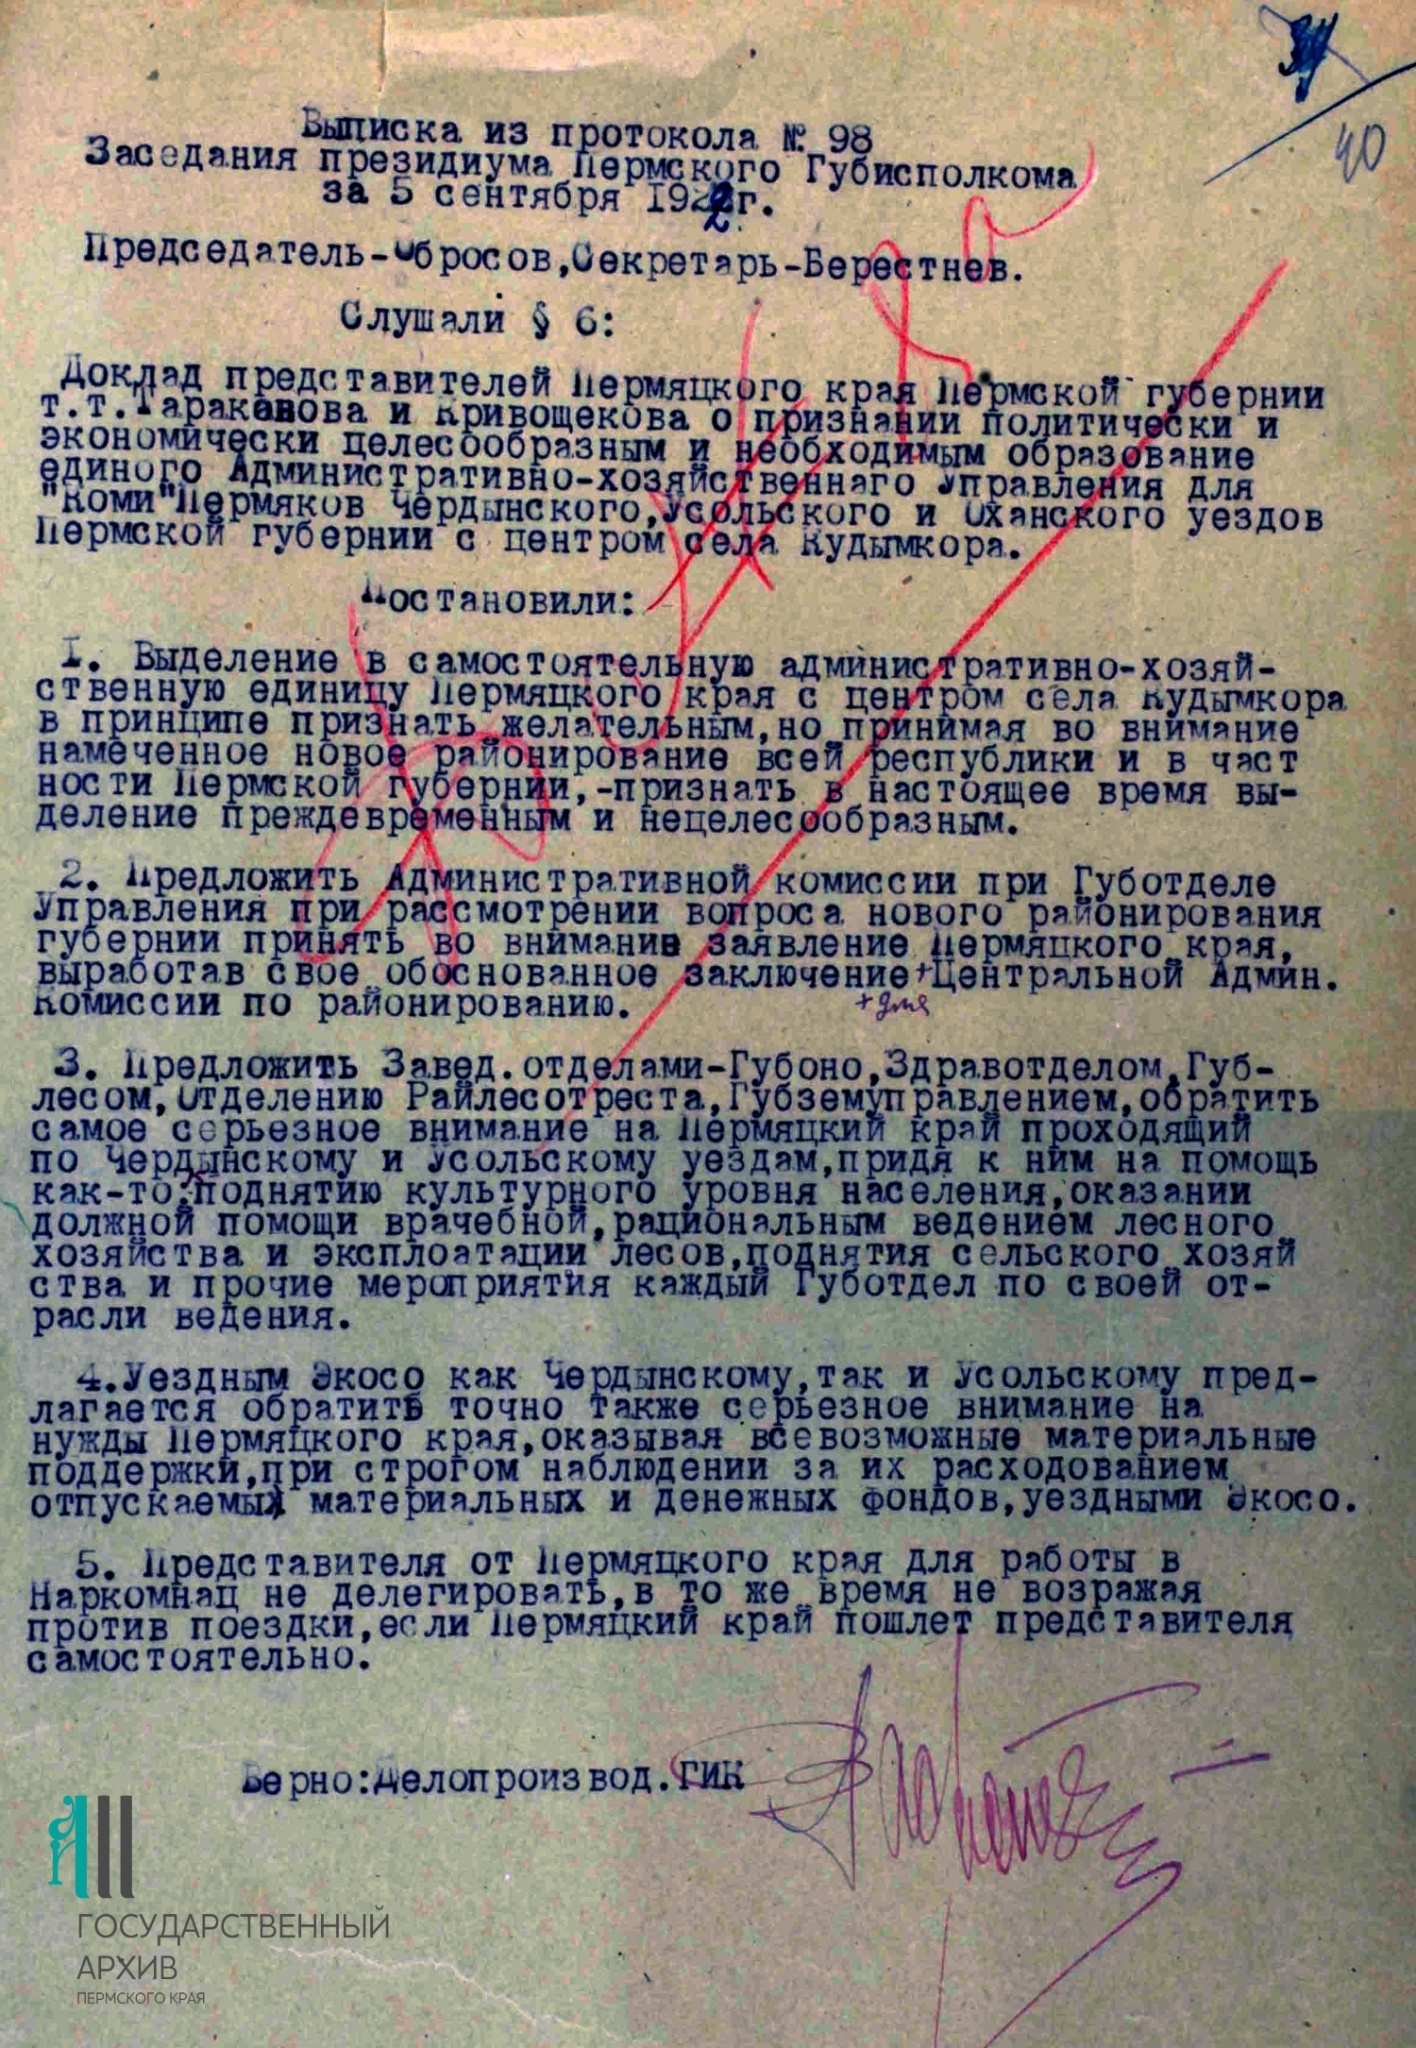 40
Выписка из протокола №. 98
Заседания президиума Пермского Губисполкома
за 5 сентября 1922г.
Председатель-Обросов,Секретарь-Берестнев.
Слушали § 6:
Доклад представителей Пермяцкого края Пермской губернии
т.т.Тараканова и Кривощекова о признании политически и
экономически целесообразным и необходимым образование
единого Административно-хозяйственнаго Управления для
"Коми"Пермяков Чердынского,Усольского и Оханского уездов
Пермской губернии с центром села Кудымкора.
Постановили:
I. Выделение в самостоятельную административно-хозяй-
ственную единицу Пермяцкого края с центром села Кудымкора
в принципе признать желательным,но принимая во внимание
намеченное новое районирование всей республики и в част
ности Пермской губернии,-признать в настоящее время вы-
деление преждевременным и нецелесообразным.
2. Предложить Административной комиссии при Губотделе
Управления при рассмотрении вопроса нового районирования
губернии принять во внимание заявление Пермяцкого края,
выработав свое обоснованное заключение+Центральной Админ.
Комиссии по районированию.
+ для
3. Предложить Завед.отделами-Губоно,Здравотделом,Губ-
лесом,Отделению Райлесотреста,Губземуправлением,обратить
самое серьезное внимание на Пермяцкий край проходящий
по Чердынскому и Усольскому уездам,придя к ним на помощь
как-то:поднятию культурного уровня населения,оказании
должной помощи врачебной,рациональным ведением лесного
хозяйства и эксплоатации лесов,поднятия сельского хозяй
ства и прочие мероприятия каждый Губотдел по своей от-
расли ведения.
4.Уездным Экосо как Чердынскому,так и Усольскому пред-
лагается обратить точно также серьезное внимание на
нужды Пермяцкого края,оказывая всевозможные материальные
поддержки,при строгом наблюдении за их расходованием
отпускаемых материальных и денежных фондов,уездными Экосо.
5. Представителя от Пермяцкого края для работы в
Наркомнац не делегировать,в то же время не возражая
против поездки,если Пермяцкий край пошлет представителя
самостоятельно.
Верно:Делопроизвод.ГИК
ГОСУДАРСТВЕННЫЙ
АРХИВ
ПЕРМСКОГО КРАЯ